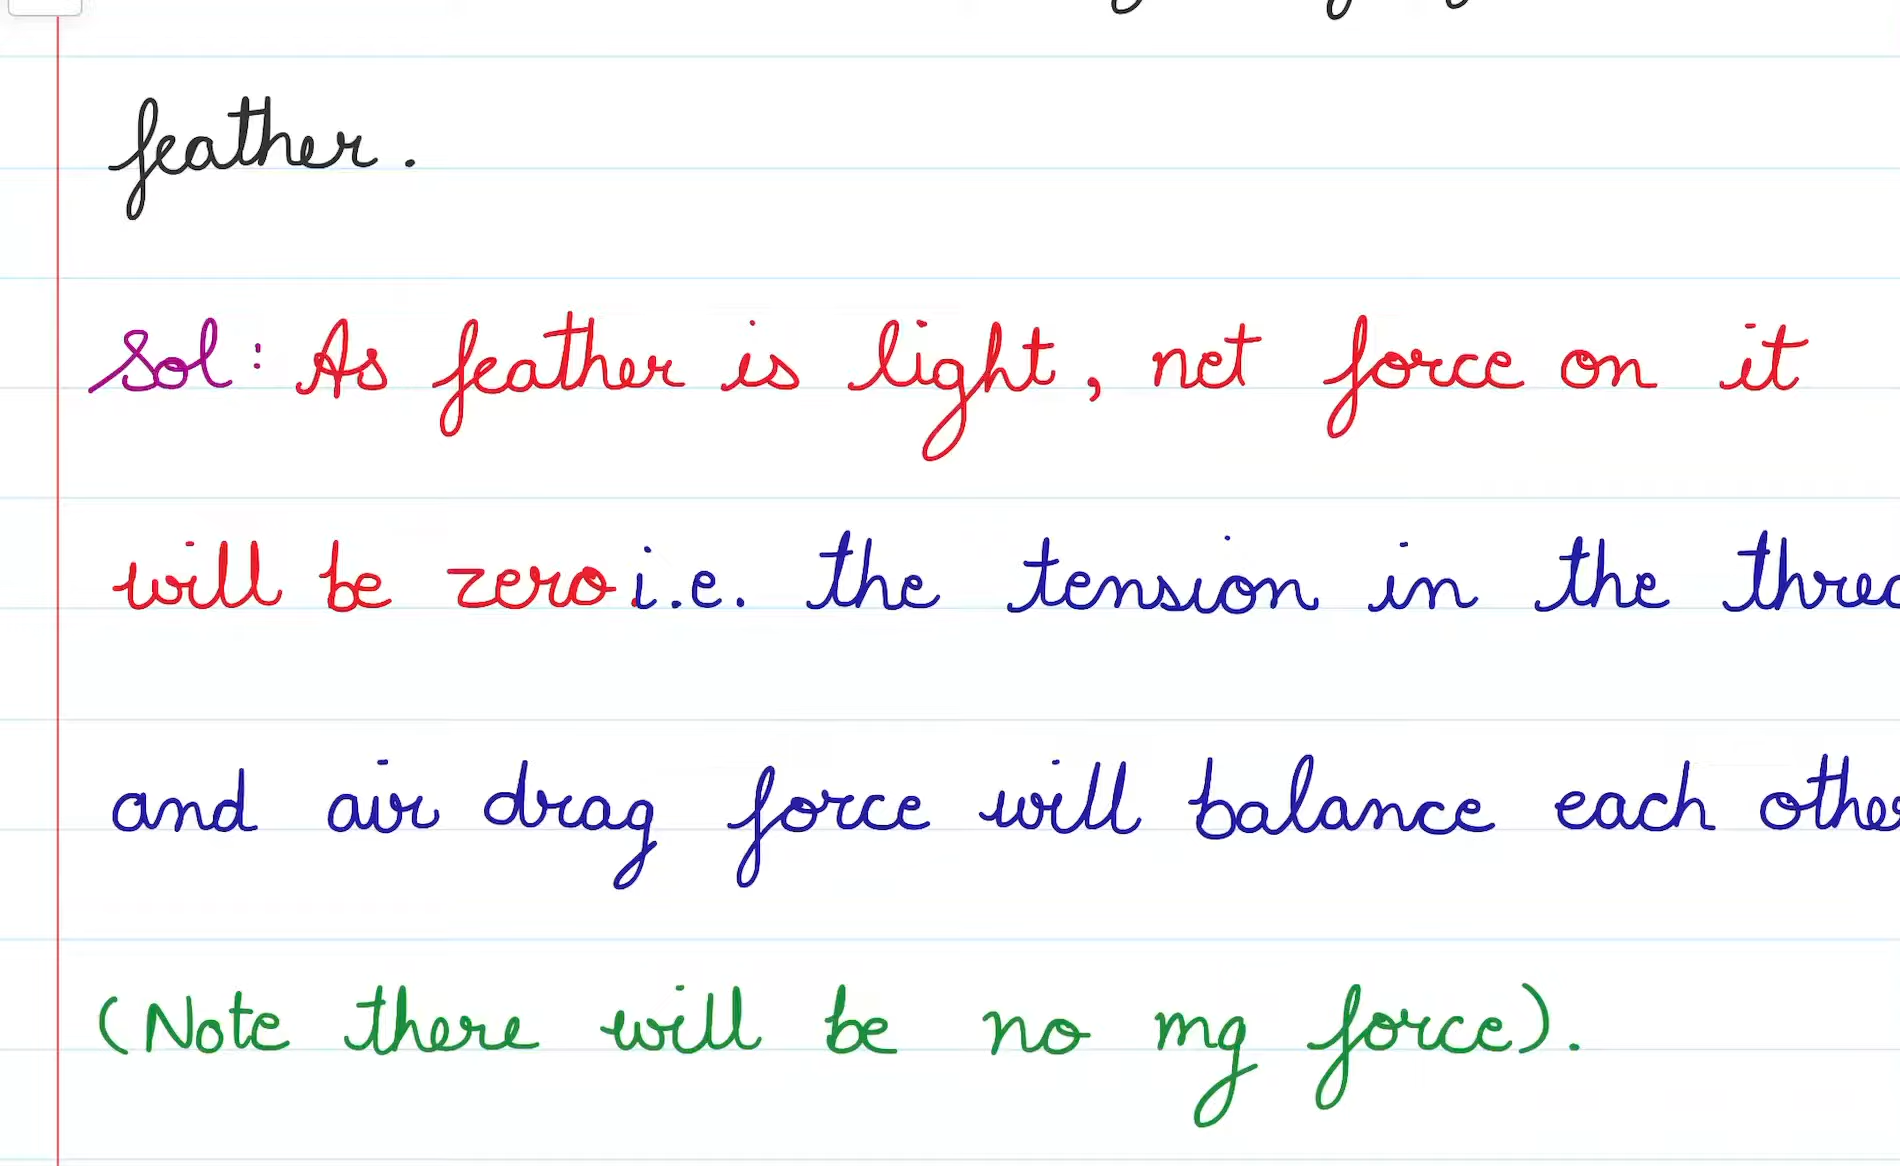 feather.
Sol: As feather is light, net force on it
will be zero i.e. the tension in the
and air drag force will balance each
(Note there will be no mg force).